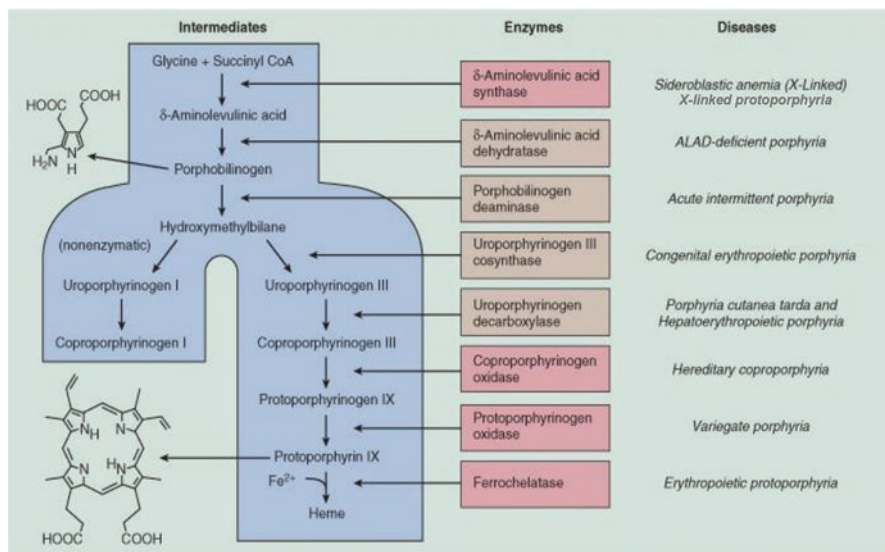 Intermediates
Enzymes
Diseases
Glycine + Succinyl CoA
δ-Aminolevulinic acid
synthase
Sideroblastic anemia (X-Linked)
X-linked protoporphyria
HOOC
COOH
H₂N
N
H
δ-Aminolevulinic acid
δ-Aminolevulinic acid
dehydratase
ALAD-deficient porphyria
Porphobilinogen
Porphobilinogen
deaminase
Acute intermittent porphyria
Hydroxymethylbilane
(nonenzymatic)
Uroporphyrinogen III
cosynthase
Congenital erythropoietic porphyria
Uroporphyrinogen I
Uroporphyrinogen III
Uroporphyrinogen
decarboxylase
Porphyria cutanea tarda and
Hepatoerythropoietic porphyria
Coproporphyrinogen I
Coproporphyrinogen III
Coproporphyrinogen
oxidase
Hereditary coproporphyria
Protoporphyrinogen IX
Protoporphyrinogen
oxidase
Variegate porphyria
NH
N
N
HN
Protoporphyrin IX
Fe²⁺
Ferrochelatase
Erythropoietic protoporphyria
Heme
HOOC
COOH